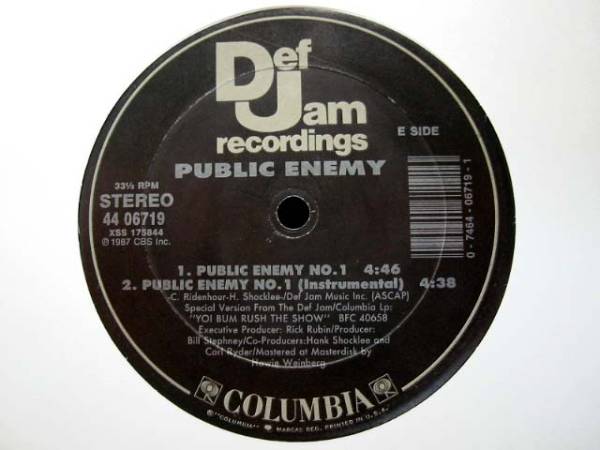 Def
Jam
recordings
E SIDE
PUBLIC ENEMY
33⅓ RPM
STEREO
44 06719
XSS 175844
℗ 1987 CBS Inc.
0 - 7464 - 06719 - 1
1. PUBLIC ENEMY NO.1 4:46
2. PUBLIC ENEMY NO.1 (Instrumental) 4:38
-C. Ridenhour-H. Shocklee-/Def Jam Music Inc. (ASCAP)
Special Version From The Def Jam/Columbia Lp:
"YO! BUM RUSH THE SHOW" BFC 40658
Executive Producer: Rick Rubin/Producer:
Bill Stephney/Co-Producers:Hank Shocklee and
Carl Ryder/Mastered at Masterdisk by
Howie Weinberg
COLUMBIA
"COLUMBIA" MARCAS REG. PRINTED IN U.S.A.